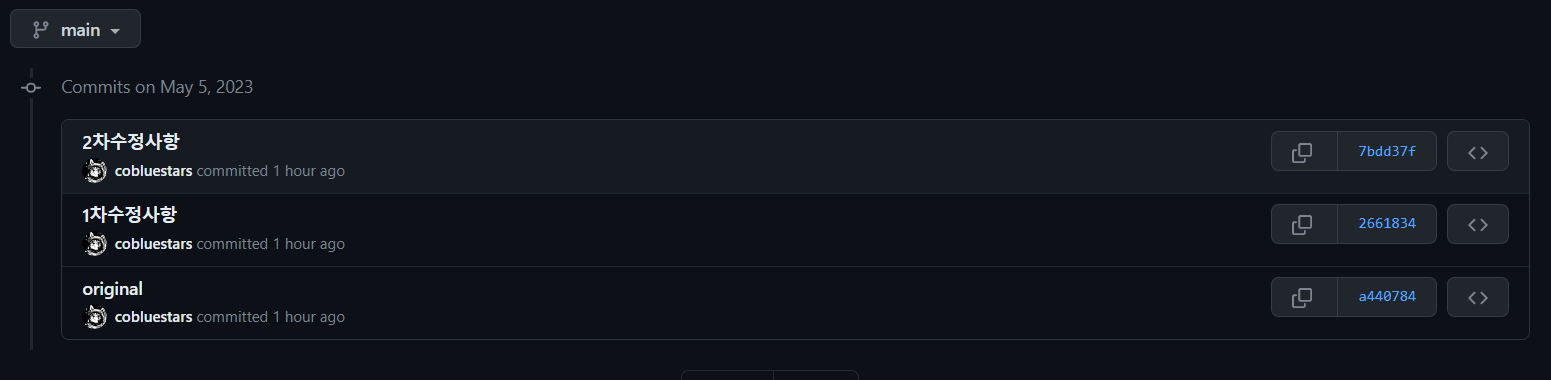 main
Commits on May 5, 2023
2차수정사항
cobluestars committed 1 hour ago
7bdd37f
1차수정사항
cobluestars committed 1 hour ago
2661834
original
cobluestars committed 1 hour ago
a440784